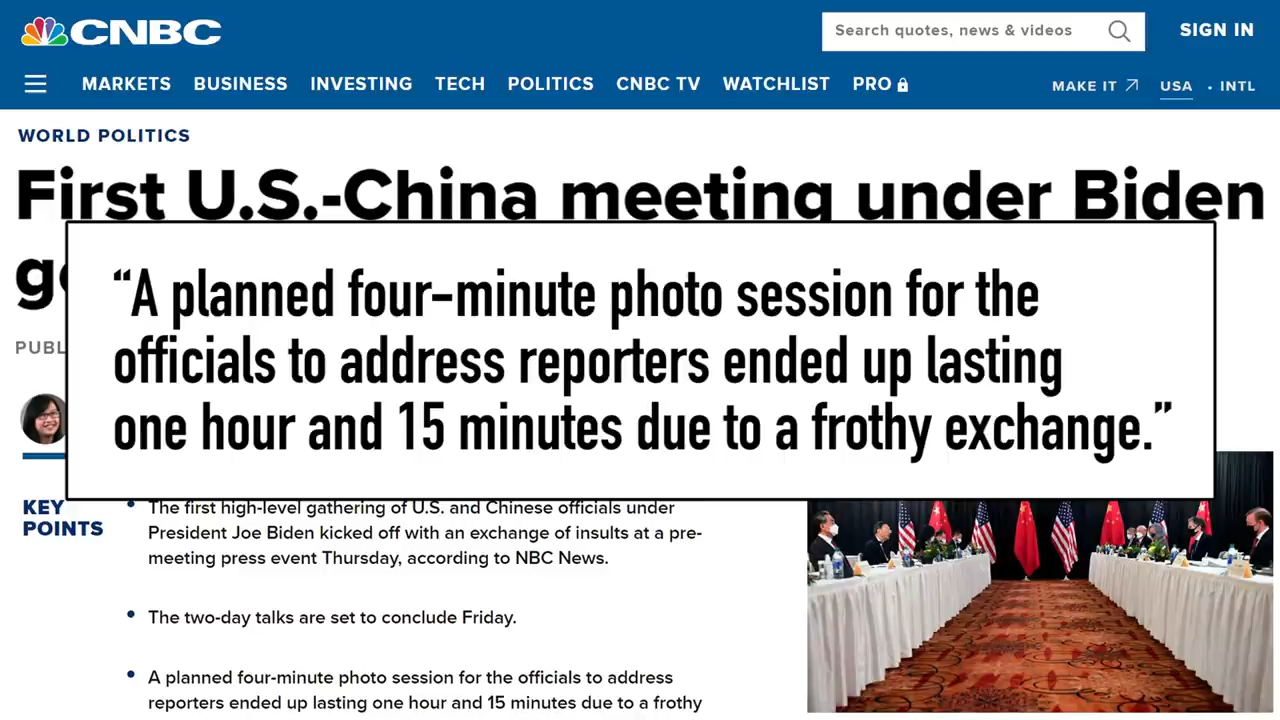 CNBC
Search quotes, news & videos
SIGN IN
MARKETS BUSINESS INVESTING TECH POLITICS CNBC TV WATCHLIST PRO
MAKE IT USA · INTL
WORLD POLITICS
First U.S.-China meeting under Biden
“A planned four-minute photo session for the
officials to address reporters ended up lasting
one hour and 15 minutes due to a frothy exchange.”
KEY
POINTS
• The first high-level gathering of U.S. and Chinese officials under
President Joe Biden kicked off with an exchange of insults at a pre-
meeting press event Thursday, according to NBC News.
• The two-day talks are set to conclude Friday.
• A planned four-minute photo session for the officials to address
reporters ended up lasting one hour and 15 minutes due to a frothy